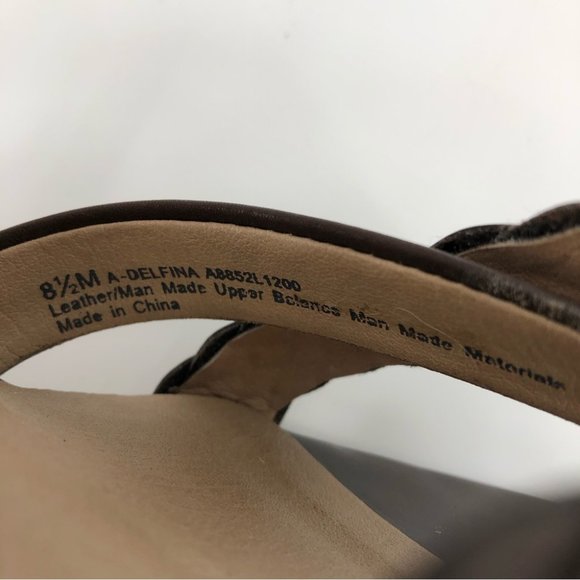 8½M A-DELFINA A8852L1200
Leather/Man Made Upper Balance Man Made Materials
Made in China